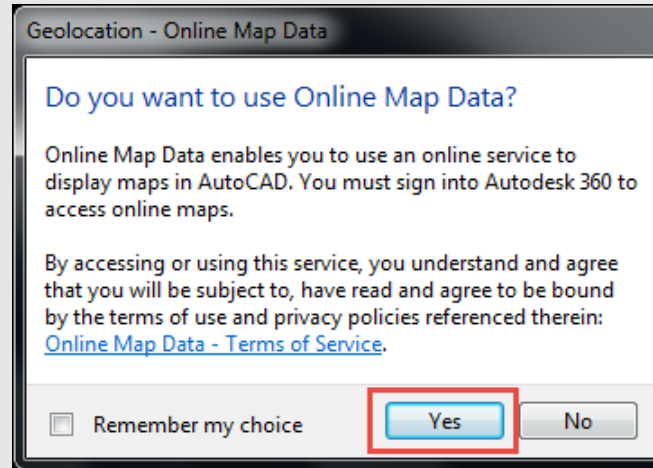 Geolocation - Online Map Data
Do you want to use Online Map Data?
Online Map Data enables you to use an online service to
display maps in AutoCAD. You must sign into Autodesk 360 to
access online maps.
By accessing or using this service, you understand and agree
that you will be subject to, have read and agree to be bound
by the terms of use and privacy policies referenced therein:
Online Map Data - Terms of Service.
Remember my choice Yes No